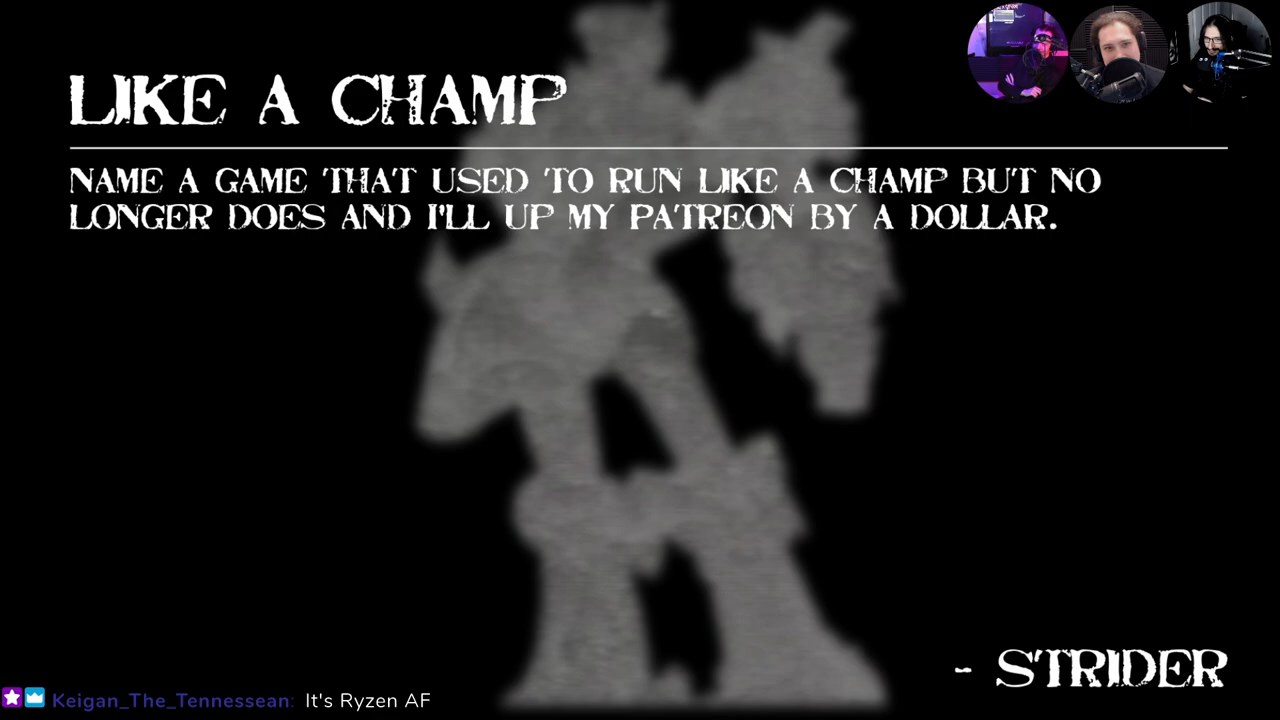 LIKE A CHAMP
NAME A GAME THAT USED TO RUN LIKE A CHAMP BUT NO
LONGER DOES AND I'LL UP MY PATREON BY A DOLLAR.
- STRIDER
Keigan_The_Tennessean: It's Ryzen AF